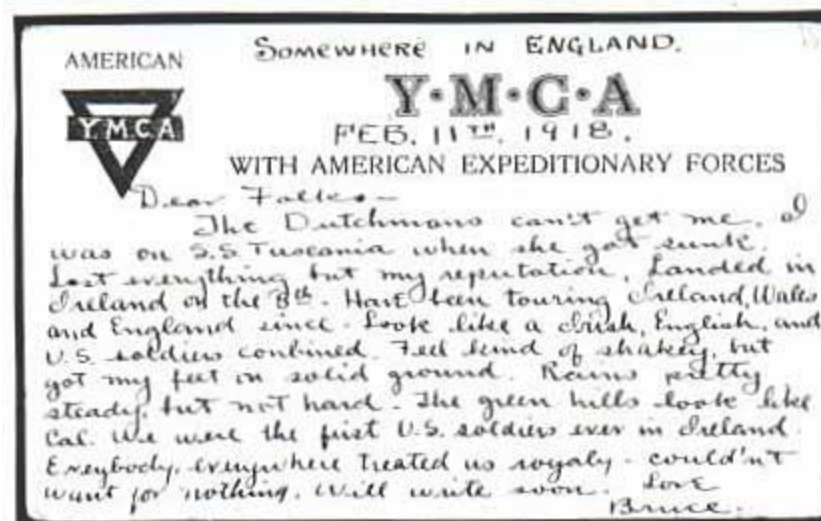 SOMEWHERE IN ENGLAND.
AMERICAN
Y·M·C·A
YMCA
FEB. 11TH, 1918.
WITH AMERICAN EXPEDITIONARY FORCES
Dear Folks—
The Dutchmans can't get me. I
was on S.S. Tuscania when she got sunk.
Lost everything but my reputation. Landed in
Ireland on the 8th. Have been touring Ireland, Wales
and England since. Look like a Irish, English, and
U.S. soldiers combined. Feel kind of shakey, but
got my feet on solid ground. Rains pretty
steady, but not hard. The green hills look like
Cal. We were the first U.S. soldiers ever in Ireland.
Everybody, everywhere treated us royaly - could'nt
want for nothing. Will write soon. Love
Bruce.